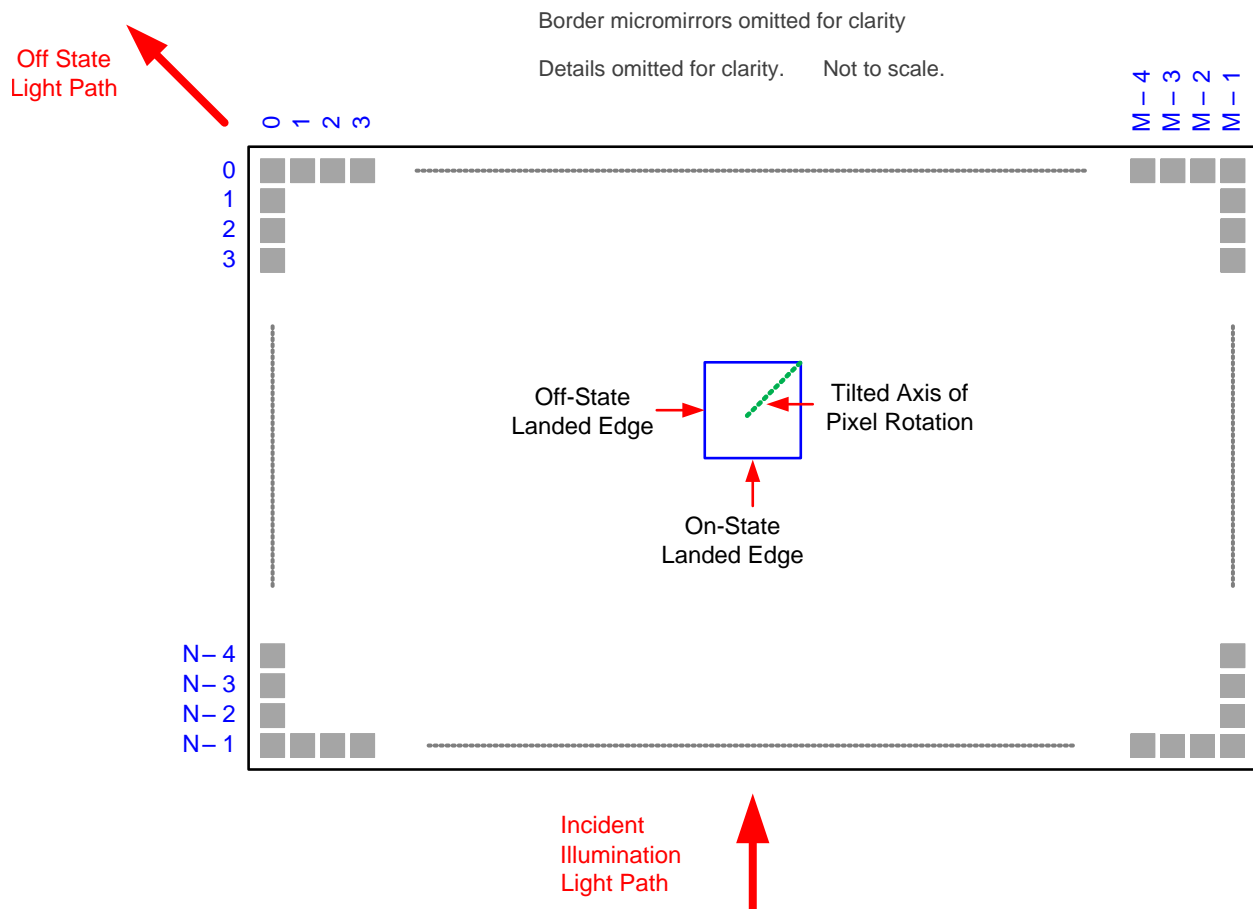 Border micromirrors omitted for clarity
Details omitted for clarity. Not to scale.
Off State
Light Path
0
1
2
3
M – 4
M – 3
M – 2
M – 1
0
1
2
3
Off-State
Landed Edge
Tilted Axis of
Pixel Rotation
On-State
Landed Edge
N – 4
N – 3
N – 2
N – 1
Incident
Illumination
Light Path